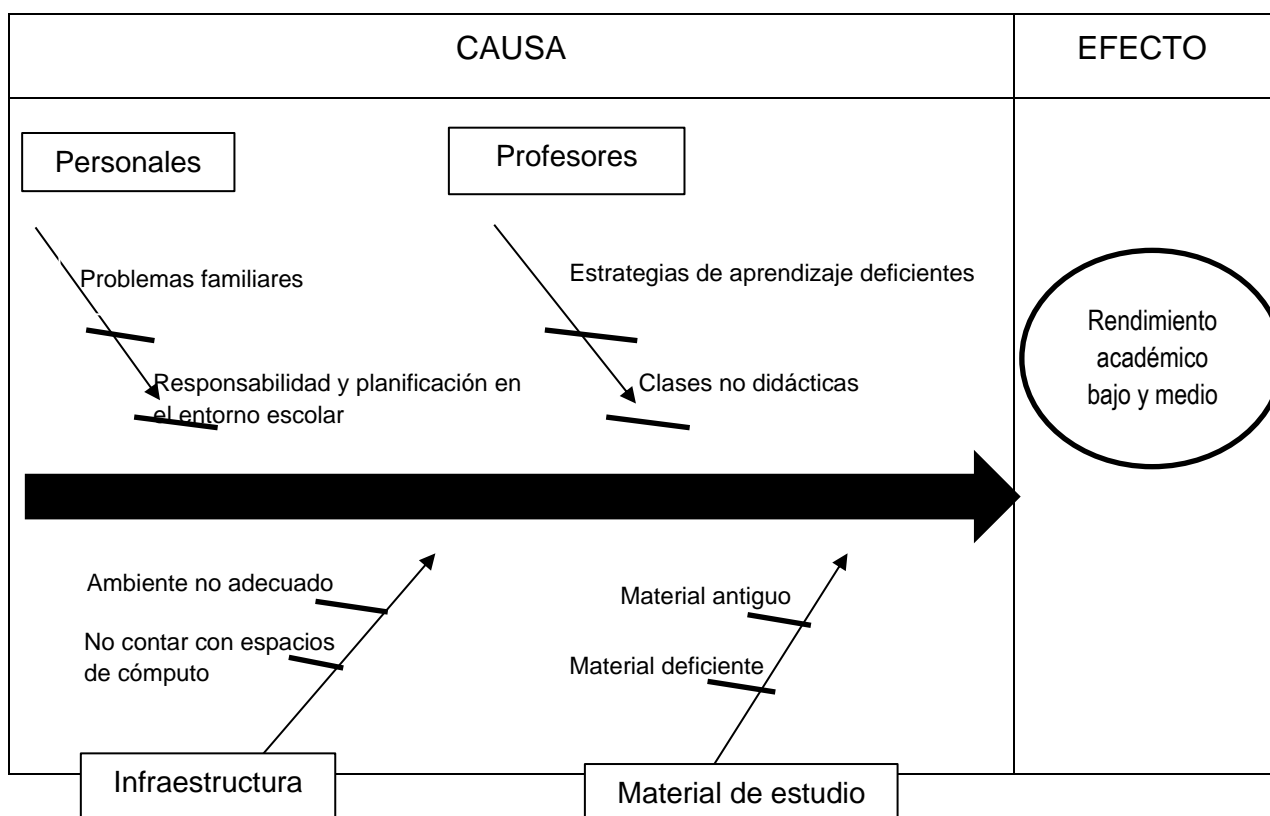 CAUSA
EFECTO
Personales
Profesores
Problemas familiares
Estrategias de aprendizaje deficientes
Responsabilidad y planificación en
el entorno escolar
Clases no didácticas
Rendimiento
académico
bajo y medio
Ambiente no adecuado
No contar con espacios
de cómputo
Material antiguo
Material deficiente
Infraestructura
Material de estudio